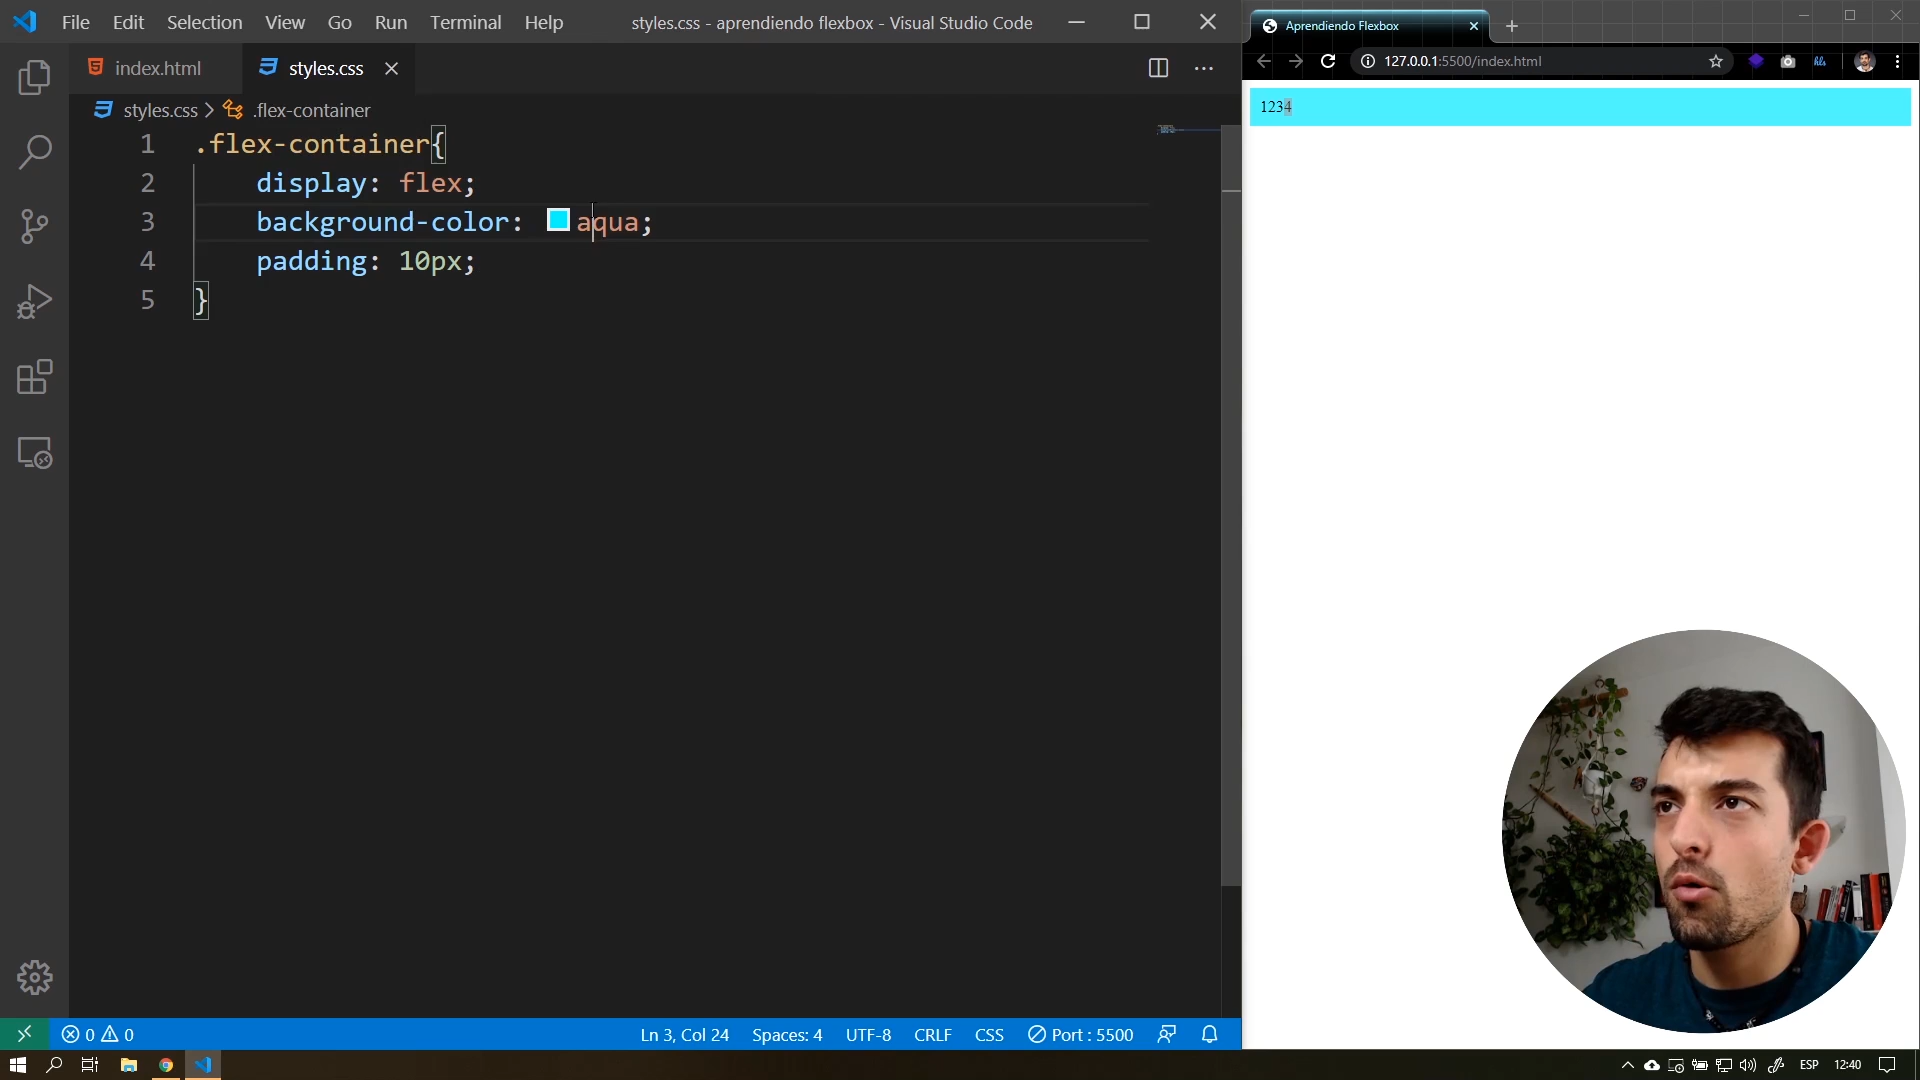 File Edit Selection View Go Run Terminal Help
styles.css - aprendiendo flexbox - Visual Studio Code
index.html
styles.css
styles.css > .flex-container
1 .flex-container{
2     display: flex;
3     background-color: aqua;
4     padding: 10px;
5 }
0 0
Ln 3, Col 24
Spaces: 4
UTF-8
CRLF
CSS
Port : 5500
Aprendiendo Flexbox
127.0.0.1:5500/index.html
1234
ESP
12:40